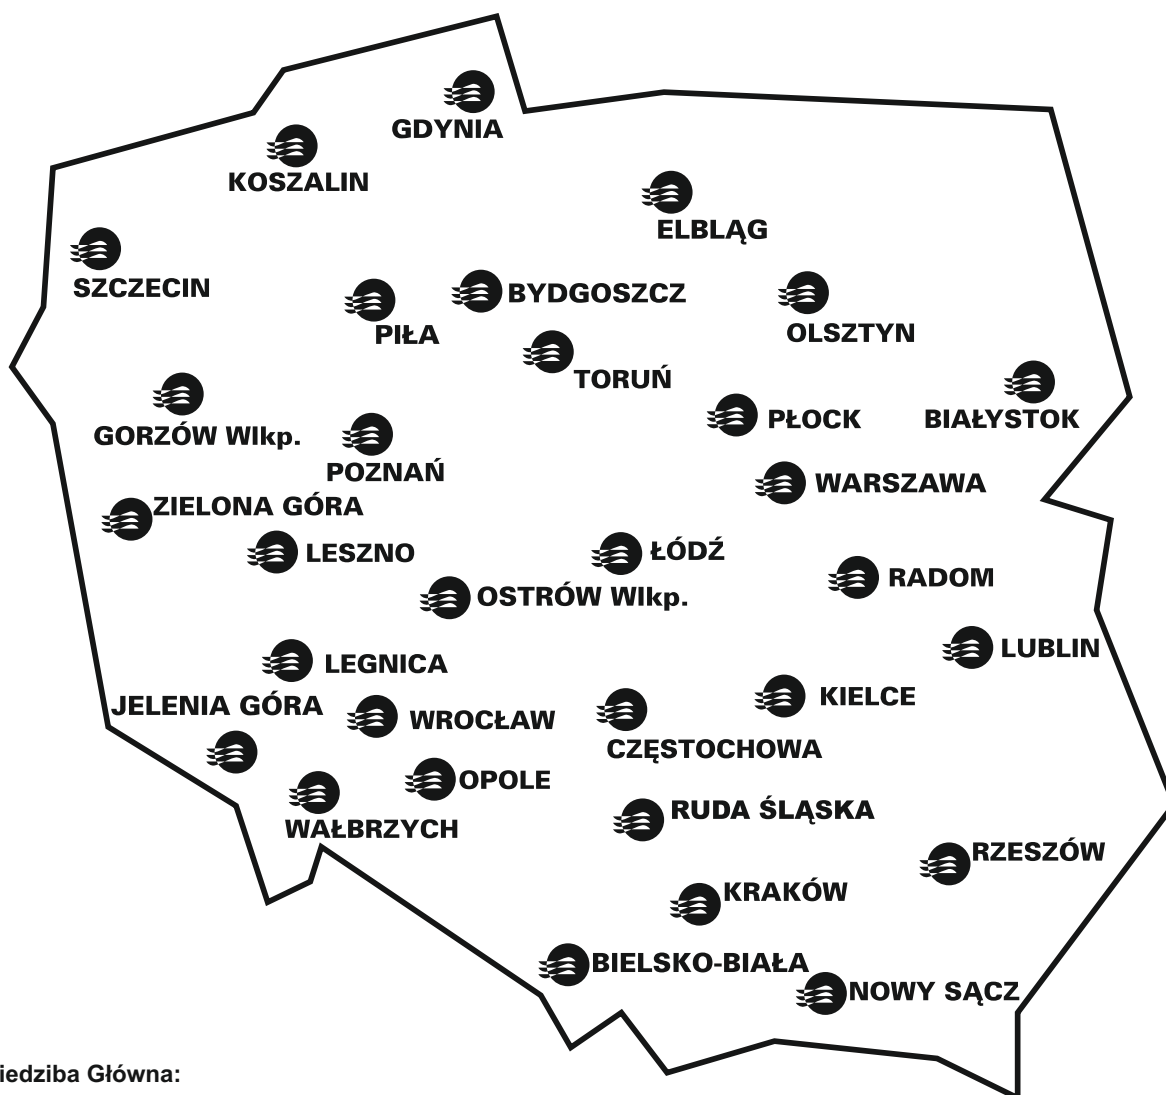 GDYNIA
KOSZALIN
ELBLĄG
SZCZECIN
BYDGOSZCZ
PIŁA
OLSZTYN
TORUŃ
PŁOCK
BIAŁYSTOK
GORZÓW Wlkp.
POZNAŃ
WARSZAWA
ZIELONA GÓRA
LESZNO
ŁÓDŹ
RADOM
OSTRÓW Wlkp.
LUBLIN
LEGNICA
KIELCE
JELENIA GÓRA
WROCŁAW
CZĘSTOCHOWA
OPOLE
RUDA ŚLĄSKA
WAŁBRZYCH
RZESZÓW
KRAKÓW
BIELSKO-BIAŁA
NOWY SĄCZ
iedziba Główna: